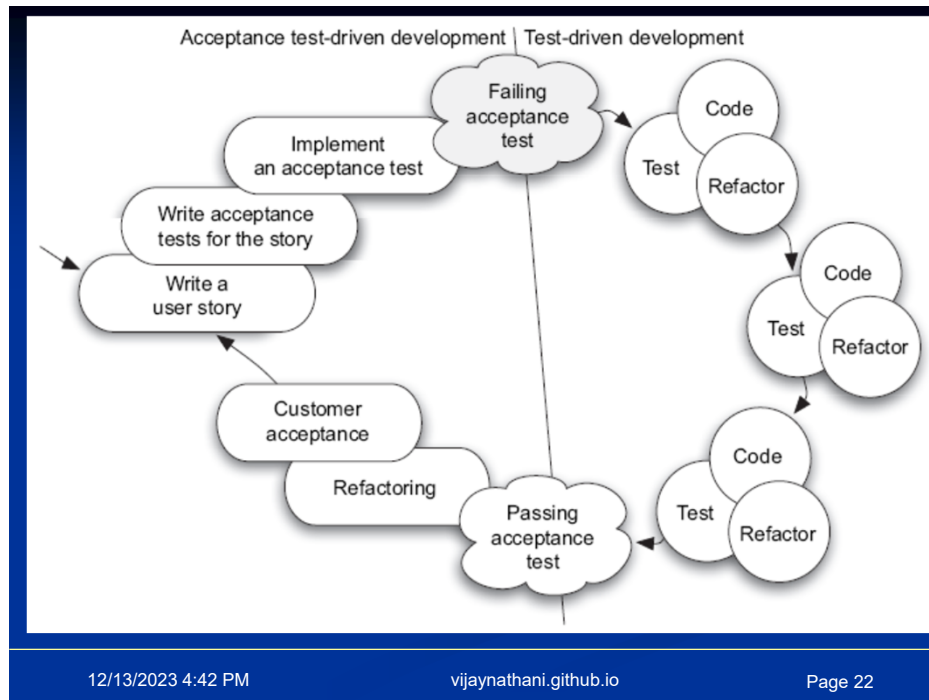 Acceptance test-driven development
Test-driven development
Failing
acceptance
test
Implement
an acceptance test
Write acceptance
tests for the story
Write a
user story
Code
Test
Refactor
Code
Test
Refactor
Code
Test
Refactor
Passing
acceptance
test
Refactoring
Customer
acceptance
12/13/2023 4:42 PM
vijaynathani.github.io
Page 22